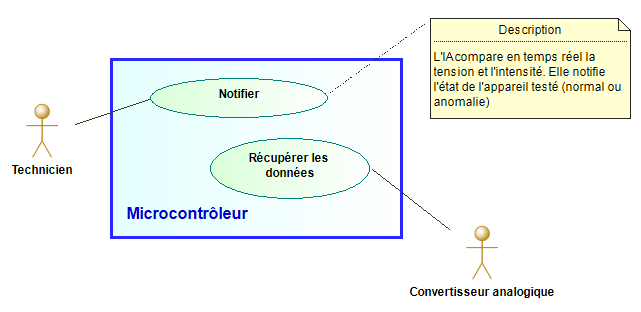 Description
L'IAcompare en temps réel la
tension et l'intensité. Elle notifie
l'état de l'appareil testé (normal ou
anomalie)
Notifier
Technicien
Récupérer les
données
Microcontrôleur
Convertisseur analogique